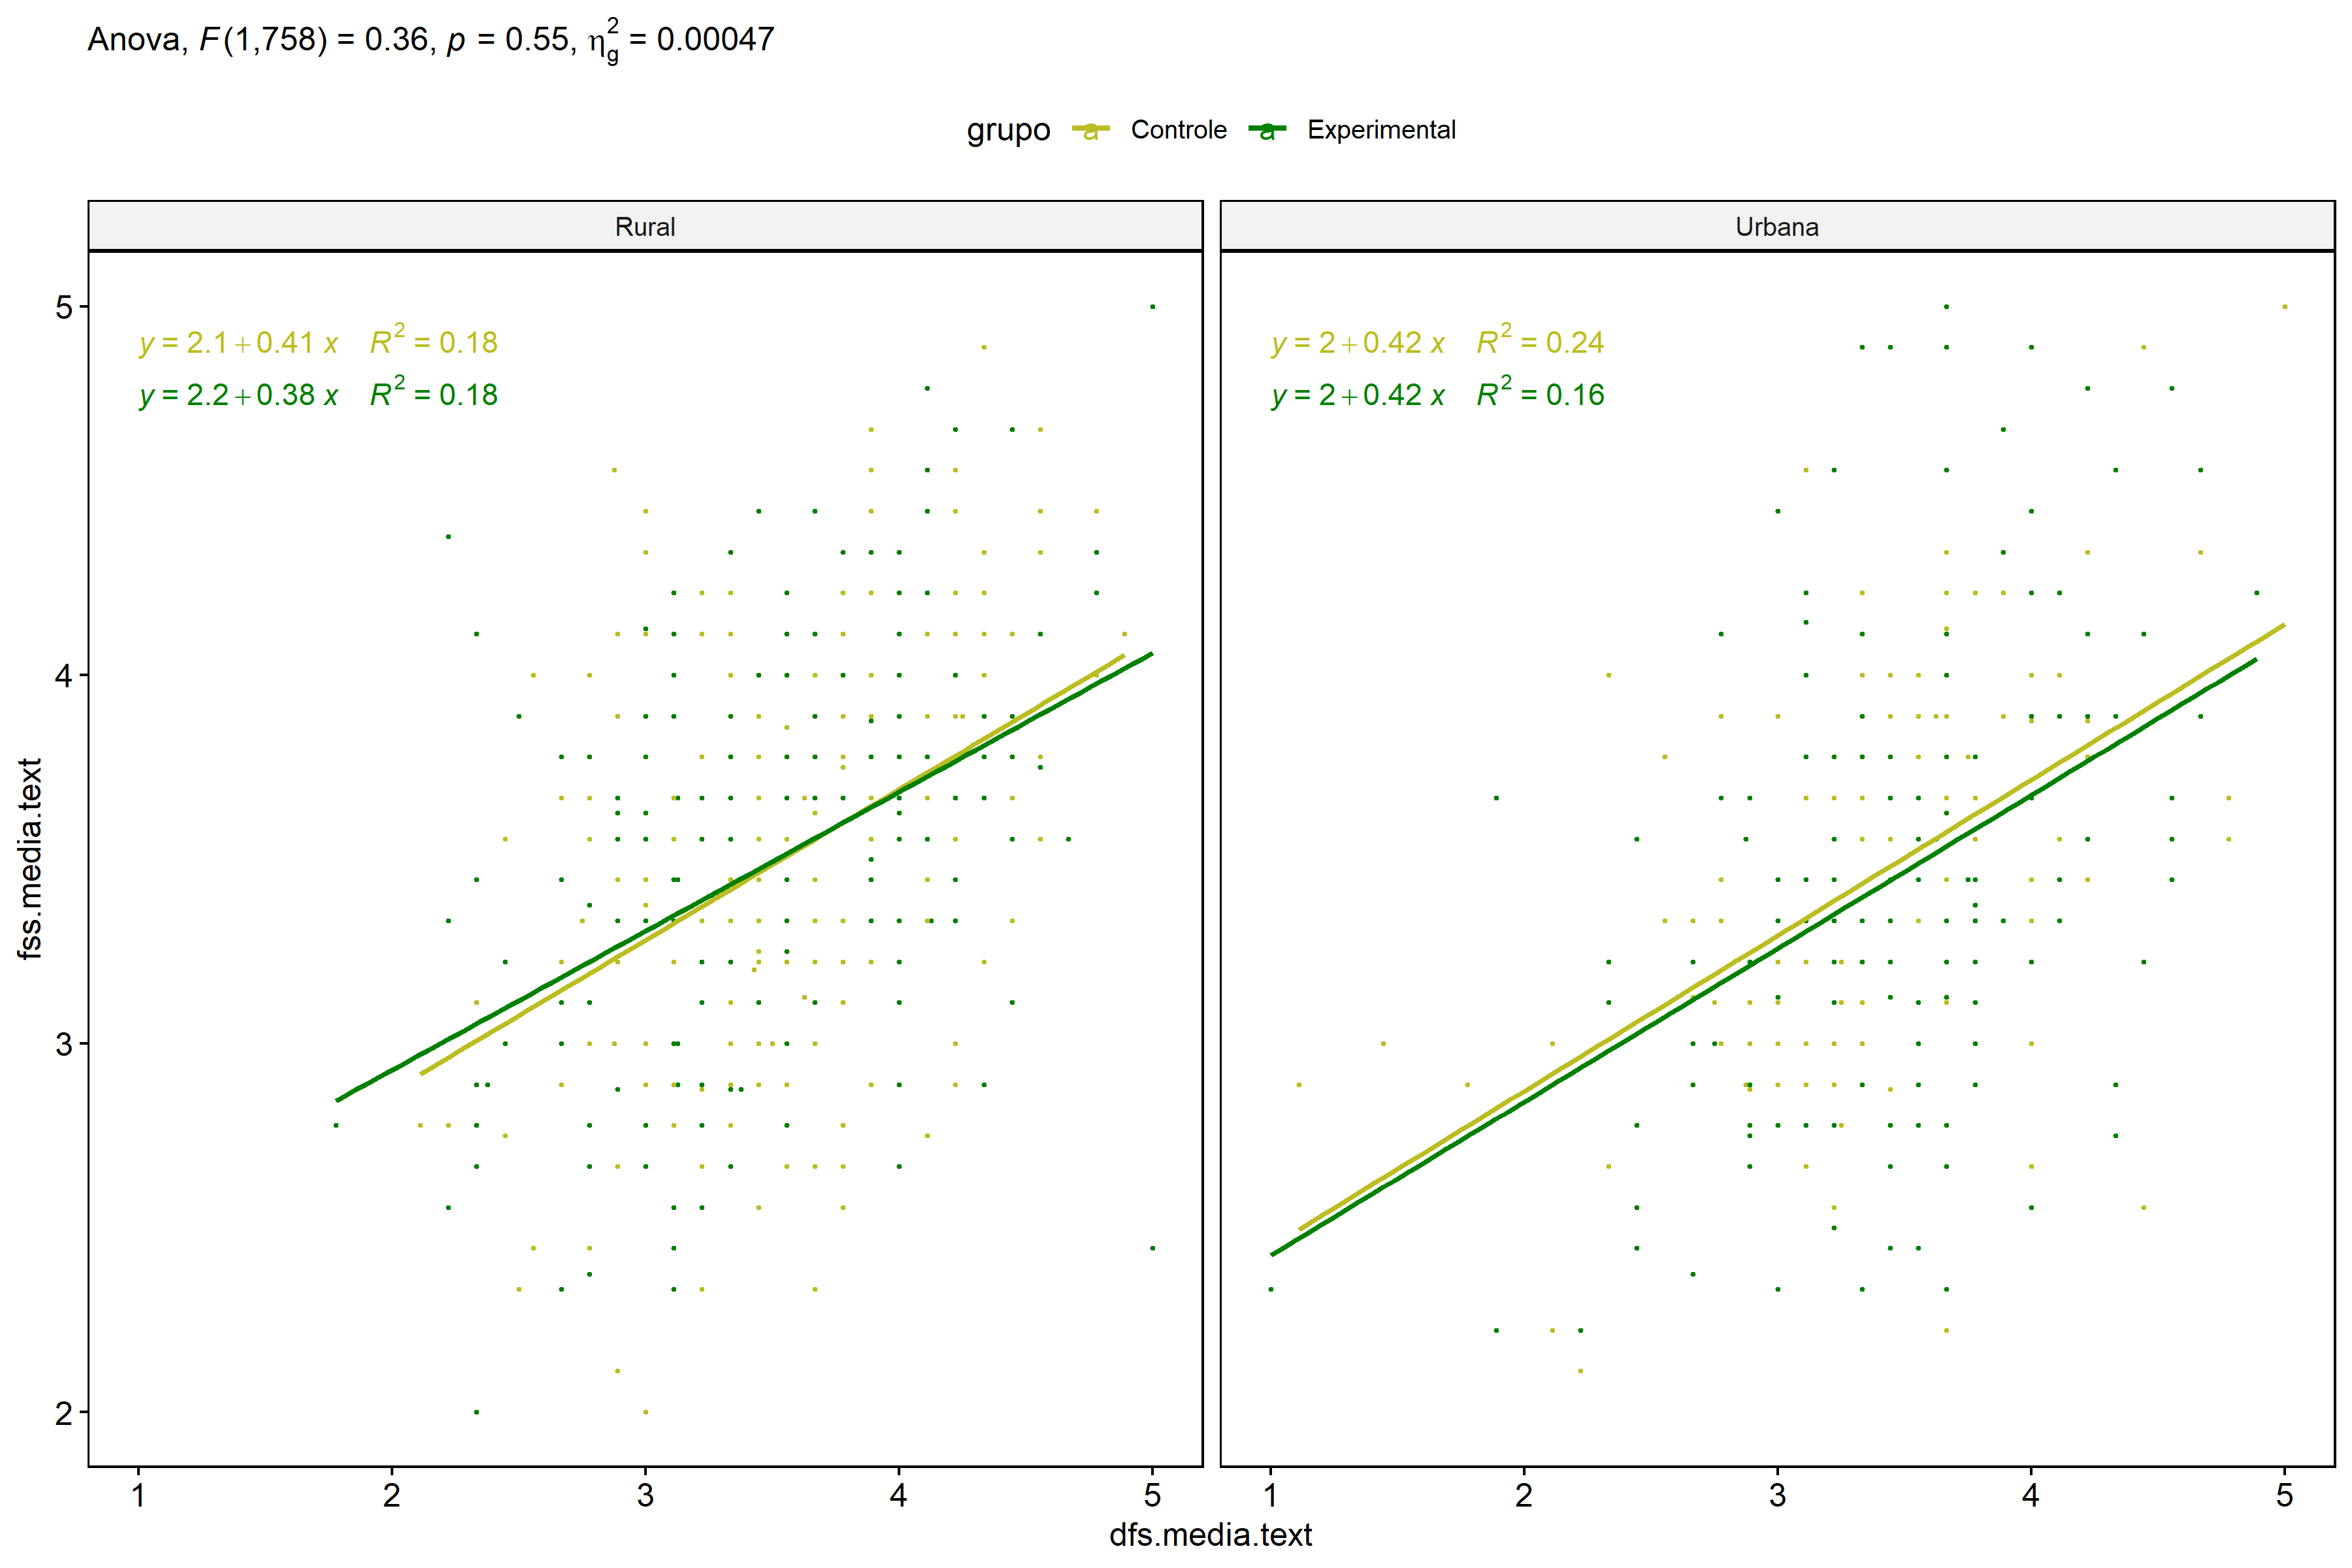 Anova, F(1,758) = 0.36, p = 0.55, η²g = 0.00047
grupo a Controle a Experimental
Rural
Urbana
y = 2.1 + 0.41 x R² = 0.18
y = 2.2 + 0.38 x R² = 0.18
y = 2 + 0.42 x R² = 0.24
y = 2 + 0.42 x R² = 0.16
5
4
3
2
fss.media.text
1 2 3 4 5
1 2 3 4 5
dfs.media.text